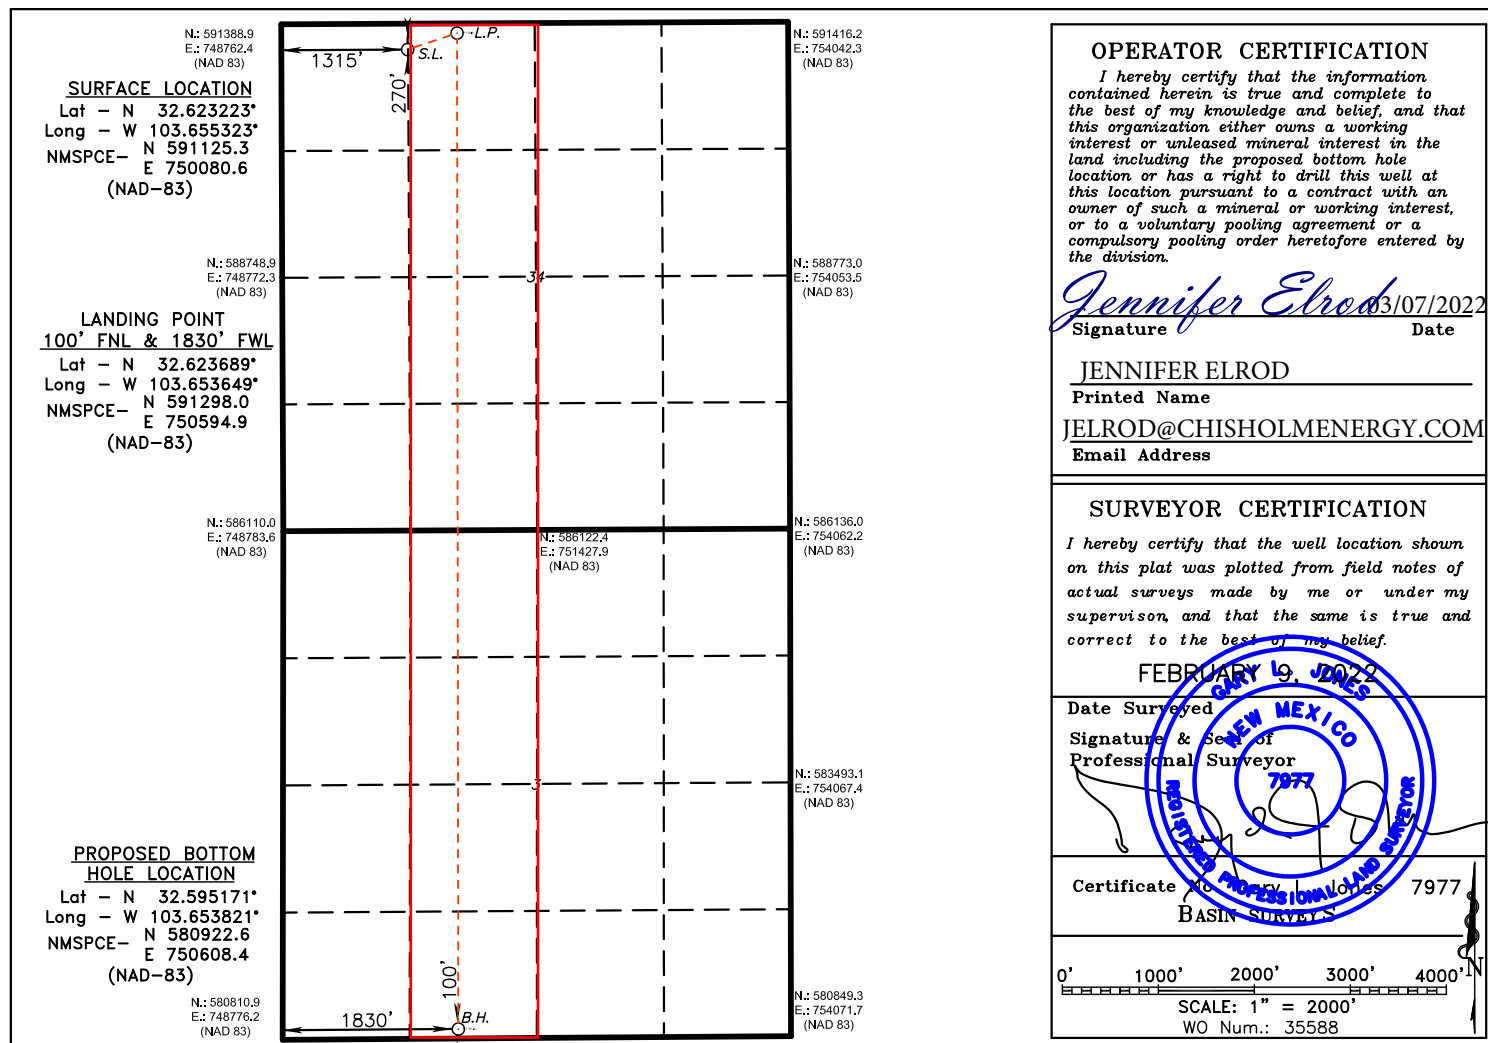 N.: 591388.9
E.: 748762.4
(NAD 83)
SURFACE LOCATION
Lat – N 32.623223°
Long – W 103.655323°
NMSPCE– N 591125.3
E 750080.6
(NAD–83)
N.: 588748.9
E.: 748772.3
(NAD 83)
LANDING POINT
100' FNL & 1830' FWL
Lat – N 32.623689°
Long – W 103.653649°
NMSPCE– N 591298.0
E 750594.9
(NAD–83)
N.: 586110.0
E.: 748783.6
(NAD 83)
PROPOSED BOTTOM
HOLE LOCATION
Lat – N 32.595171°
Long – W 103.653821°
NMSPCE– N 580922.6
E 750608.4
(NAD–83)
N.: 580810.9
E.: 748776.2
(NAD 83)
1315'
S.L.
L.P.
270'
34
N.: 586122.4
E.: 751427.9
(NAD 83)
3
100'
1830'
B.H.
N.: 591416.2
E.: 754042.3
(NAD 83)
N.: 588773.0
E.: 754053.5
(NAD 83)
N.: 586136.0
E.: 754062.2
(NAD 83)
N.: 583493.1
E.: 754067.4
(NAD 83)
N.: 580849.3
E.: 754071.7
(NAD 83)
OPERATOR CERTIFICATION
I hereby certify that the information
contained herein is true and complete to
the best of my knowledge and belief, and that
this organization either owns a working
interest or unleased mineral interest in the
land including the proposed bottom hole
location or has a right to drill this well at
this location pursuant to a contract with an
owner of such a mineral or working interest,
or to a voluntary pooling agreement or a
compulsory pooling order heretofore entered by
the division.
Jennifer Elrod 03/07/2022
Signature Date
JENNIFER ELROD
Printed Name
JELROD@CHISHOLMENERGY.COM
Email Address
SURVEYOR CERTIFICATION
I hereby certify that the well location shown
on this plat was plotted from field notes of
actual surveys made by me or under my
supervison, and that the same is true and
correct to the best of my belief.
FEBRUARY 9, 2022
Date Surveyed
Signature & Seal of
Professional Surveyor
GARY L. JONES
NEW MEXICO
7977
REGISTERED PROFESSIONAL LAND SURVEYOR
Certificate No. Gary L. Jones 7977
BASIN SURVEYS
0' 1000' 2000' 3000' 4000'
N
SCALE: 1" = 2000'
WO Num.: 35588